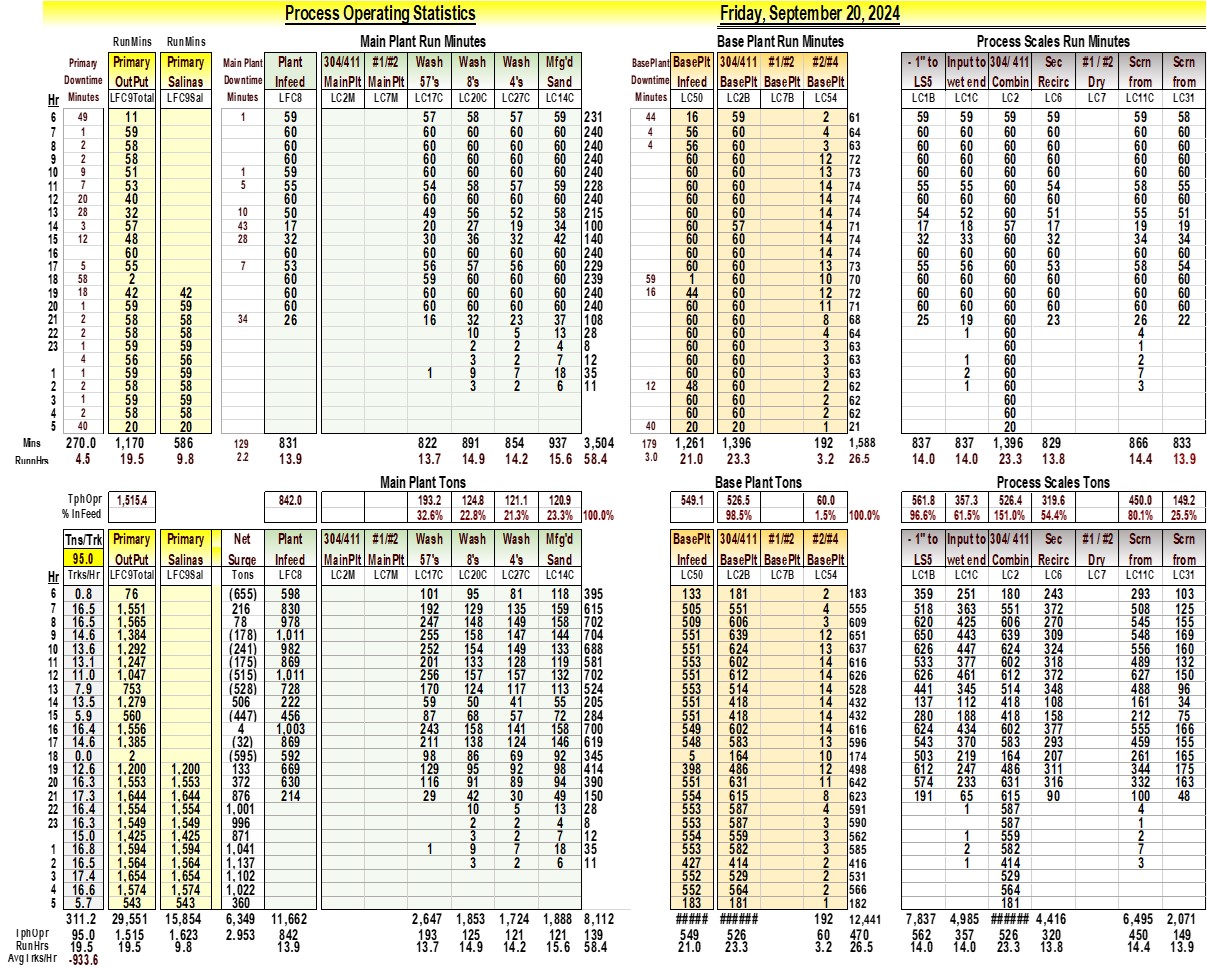 Process Operating Statistics Friday, September 20, 2024
RunMins RunMins Main Plant Run Minutes Base Plant Run Minutes Process Scales Run Minutes
Primary Primary Primary Main Plant Plant 304/411 #1/#2 Wash Wash Wash Mfg'd BasePlant BasePlt 304/411 #1/#2 #2/#4 - 1" to Input to 304/ 411 Sec #1 / #2 Scrn Scrn
Downtime OutPut Salinas Downtime Infeed MainPlt MainPlt 57's 8's 4's Sand Downtime Infeed BasePlt BasePlt BasePlt LS5 wet end Combin Recirc Dry from from
Hr Minutes LFC9Total LFC9Sal Minutes LFC8 LC2M LC7M LC17C LC20C LC27C LC14C Minutes LC50 LC2B LC7B LC54 LC1B LC1C LC2 LC6 LC7 LC11C LC31
6 49 11 1 59 57 58 57 59 231 44 16 59 2 61 59 59 59 59 59 58
7 1 59 60 60 60 60 60 240 4 56 60 4 64 60 60 60 60 60 60
8 2 58 60 60 60 60 60 240 4 56 60 3 63 60 60 60 60 60 60
9 2 58 60 60 60 60 60 240 60 60 12 72 60 60 60 60 60 60
10 9 51 1 59 60 60 60 60 240 60 60 13 73 60 60 60 60 60 60
11 7 53 5 55 54 58 57 59 228 60 60 14 74 55 55 60 54 58 55
12 20 40 60 60 60 60 60 240 60 60 14 74 60 60 60 60 60 60
13 28 32 10 50 49 56 52 58 215 60 60 14 74 54 52 60 51 55 51
14 3 57 43 17 20 27 19 34 100 60 57 14 71 17 18 57 17 19 19
15 12 48 28 32 30 36 32 42 140 60 60 14 74 32 33 60 32 34 34
16 60 60 60 60 60 60 240 60 60 14 74 60 60 60 60 60 60
17 5 55 7 53 56 57 56 60 229 60 60 13 73 55 56 60 53 58 54
18 58 2 60 59 60 60 60 239 59 1 60 10 70 60 60 60 60 60 60
19 18 42 42 60 60 60 60 60 240 16 44 60 12 72 60 60 60 60 60 60
20 1 59 59 60 60 60 60 60 240 60 60 11 71 60 60 60 60 60 60
21 2 58 58 34 26 16 32 23 37 108 60 60 8 68 25 19 60 23 26 22
22 2 58 58 10 5 13 28 60 60 4 64 1 60 4
23 1 59 59 2 2 4 8 60 60 3 63 60 1
4 56 56 3 2 7 12 60 60 3 63 1 60 2
1 1 59 59 1 9 7 18 35 60 60 3 63 2 60 7
2 2 58 58 3 2 6 11 12 48 60 2 62 1 60 3
3 1 59 59 60 60 2 62 60
4 2 58 58 60 60 2 62 60
5 40 20 20 40 20 20 1 21 20
Mins 270.0 1,170 586 129 831 822 891 854 937 3,504 179 1,261 1,396 192 1,588 837 837 1,396 829 866 833
RunnHrs 4.5 19.5 9.8 2.2 13.9 13.7 14.9 14.2 15.6 58.4 3.0 21.0 23.3 3.2 26.5 14.0 14.0 23.3 13.8 14.4 13.9
Main Plant Tons Base Plant Tons Process Scales Tons
TphOpr 1,515.4 842.0 193.2 124.8 121.1 120.9 549.1 526.5 60.0 561.8 357.3 526.4 319.6 450.0 149.2
% InFeed 32.6% 22.8% 21.3% 23.3% 100.0% 98.5% 1.5% 100.0% 96.6% 61.5% 151.0% 54.4% 80.1% 25.5%
Tns/Trk Primary Primary Net Plant 304/411 #1/#2 Wash Wash Wash Mfg'd BasePlt 304/411 #1/#2 #2/#4 - 1" to Input to 304/ 411 Sec #1 / #2 Scrn Scrn
95.0 OutPut Salinas Surge Infeed MainPlt MainPlt 57's 8's 4's Sand Infeed BasePlt BasePlt BasePlt LS5 wet end Combin Recirc Dry from from
Hr Trks/Hr LFC9Total LFC9Sal Tons LFC8 LC2M LC7M LC17C LC20C LC27C LC14C LC50 LC2B LC7B LC54 LC1B LC1C LC2 LC6 LC7 LC11C LC31
6 0.8 76 (655) 598 101 95 81 118 395 133 181 2 183 359 251 180 243 293 103
7 16.5 1,551 216 830 192 129 135 159 615 505 551 4 555 518 363 551 372 508 125
8 16.5 1,565 78 978 247 148 149 158 702 509 606 3 609 620 425 606 270 545 155
9 14.6 1,384 (178) 1,011 255 158 147 144 704 551 639 12 651 650 443 639 309 548 169
10 13.6 1,292 (241) 982 252 154 149 133 688 551 624 13 637 626 447 624 324 556 160
11 13.1 1,247 (175) 869 201 133 128 119 581 553 602 14 616 533 377 602 318 489 132
12 11.0 1,047 (515) 1,011 256 157 157 132 702 551 612 14 626 626 461 612 372 627 150
13 7.9 753 (528) 728 170 124 117 113 524 553 514 14 528 441 345 514 348 488 96
14 13.5 1,279 506 222 59 50 41 55 205 551 418 14 432 137 112 418 108 161 34
15 5.9 560 (447) 456 87 68 57 72 284 551 418 14 432 280 188 418 158 212 75
16 16.4 1,556 4 1,003 243 158 141 158 700 549 602 14 616 624 434 602 377 555 166
17 14.6 1,385 (32) 869 211 138 124 146 619 548 583 13 596 543 370 583 293 459 155
18 0.0 2 (595) 592 98 86 69 92 345 5 164 10 174 503 219 164 207 261 165
19 12.6 1,200 1,200 133 669 129 95 92 98 414 398 486 12 498 612 247 486 311 344 175
20 16.3 1,553 1,553 372 630 116 91 89 94 390 551 631 11 642 574 233 631 316 332 163
21 17.3 1,644 1,644 876 214 29 42 30 49 150 554 615 8 623 191 65 615 90 100 48
22 16.4 1,554 1,554 1,001 10 5 13 28 553 587 4 591 1 587 4
23 16.3 1,549 1,549 996 2 2 4 8 553 587 3 590 587 1
15.0 1,425 1,425 871 3 2 7 12 554 559 3 562 1 559 2
1 16.8 1,594 1,594 1,041 1 9 7 18 35 553 582 3 585 2 582 7
2 16.5 1,564 1,564 1,137 3 2 6 11 427 414 2 416 1 414 3
3 17.4 1,654 1,654 1,102 552 529 2 531 529
4 16.6 1,574 1,574 1,022 552 564 2 566 564
5 5.7 543 543 360 183 181 1 182 181
311.2 29,551 15,854 6,349 11,662 2,647 1,853 1,724 1,888 8,112 ##### ###### 192 12,441 7,837 4,985 ###### 4,416 6,495 2,071
TphOpr 95.0 1,515 1,623 2.953 842 193 125 121 121 139 549 526 60 470 562 357 526 320 450 149
RunHrs 19.5 19.5 9.8 13.9 13.7 14.9 14.2 15.6 58.4 21.0 23.3 3.2 26.5 14.0 14.0 23.3 13.8 14.4 13.9
AvgTrks/Hr -933.6